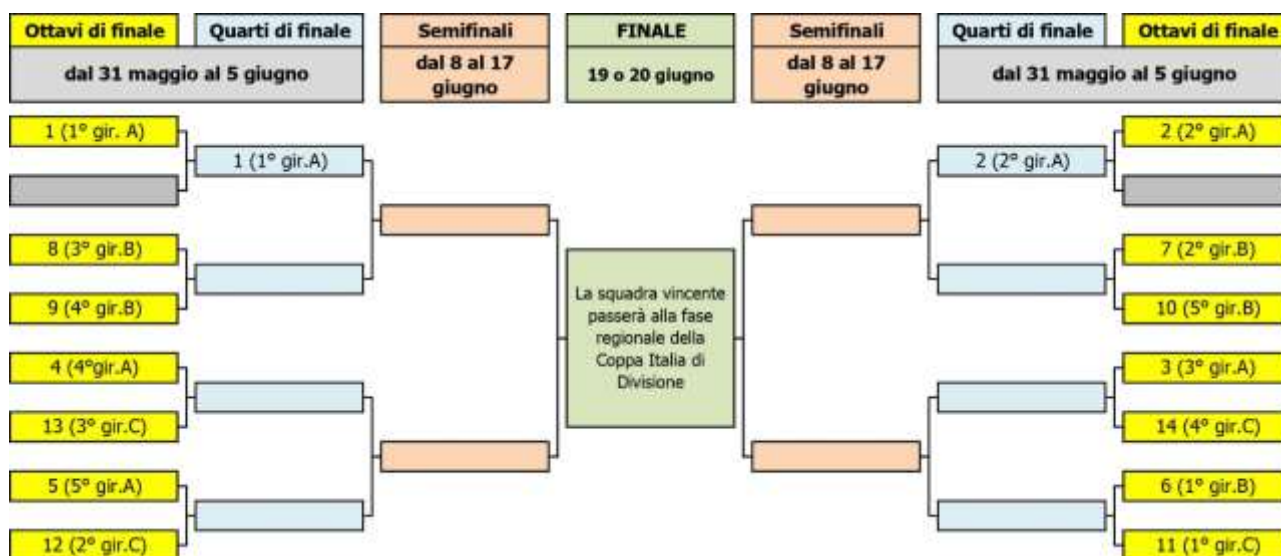 Ottavi di finale
Quarti di finale
Semifinali
FINALE
Semifinali
Quarti di finale
Ottavi di finale
dal 31 maggio al 5 giugno
dal 8 al 17
giugno
19 o 20 giugno
dal 8 al 17
giugno
dal 31 maggio al 5 giugno
1 (1° gir. A)
1 (1° gir.A)
8 (3° gir.B)
9 (4° gir.B)
4 (4°gir.A)
13 (3° gir.C)
5 (5° gir.A)
12 (2° gir.C)
La squadra vincente
passerà alla fase
regionale della
Coppa Italia di
Divisione
2 (2° gir.A)
2 (2° gir.A)
7 (2° gir.B)
10 (5° gir.B)
3 (3° gir.A)
14 (4° gir.C)
6 (1° gir.B)
11 (1° gir.C)